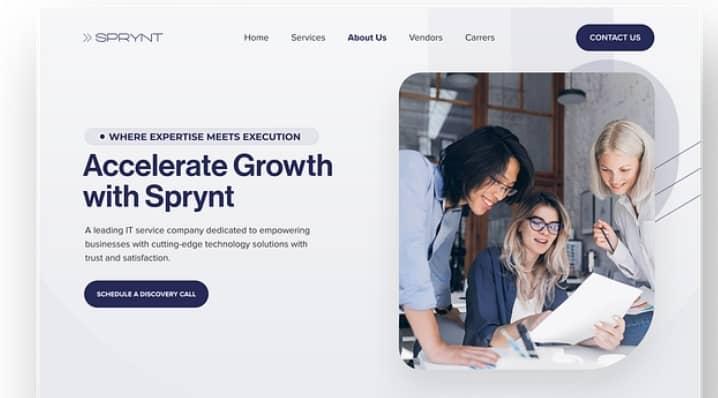 SPRYNT
Home Services About Us Vendors Carrers
CONTACT US
WHERE EXPERTISE MEETS EXECUTION
Accelerate Growth
with Sprynt
A leading IT service company dedicated to empowering
businesses with cutting-edge technology solutions with
trust and satisfaction.
SCHEDULE A DISCOVERY CALL